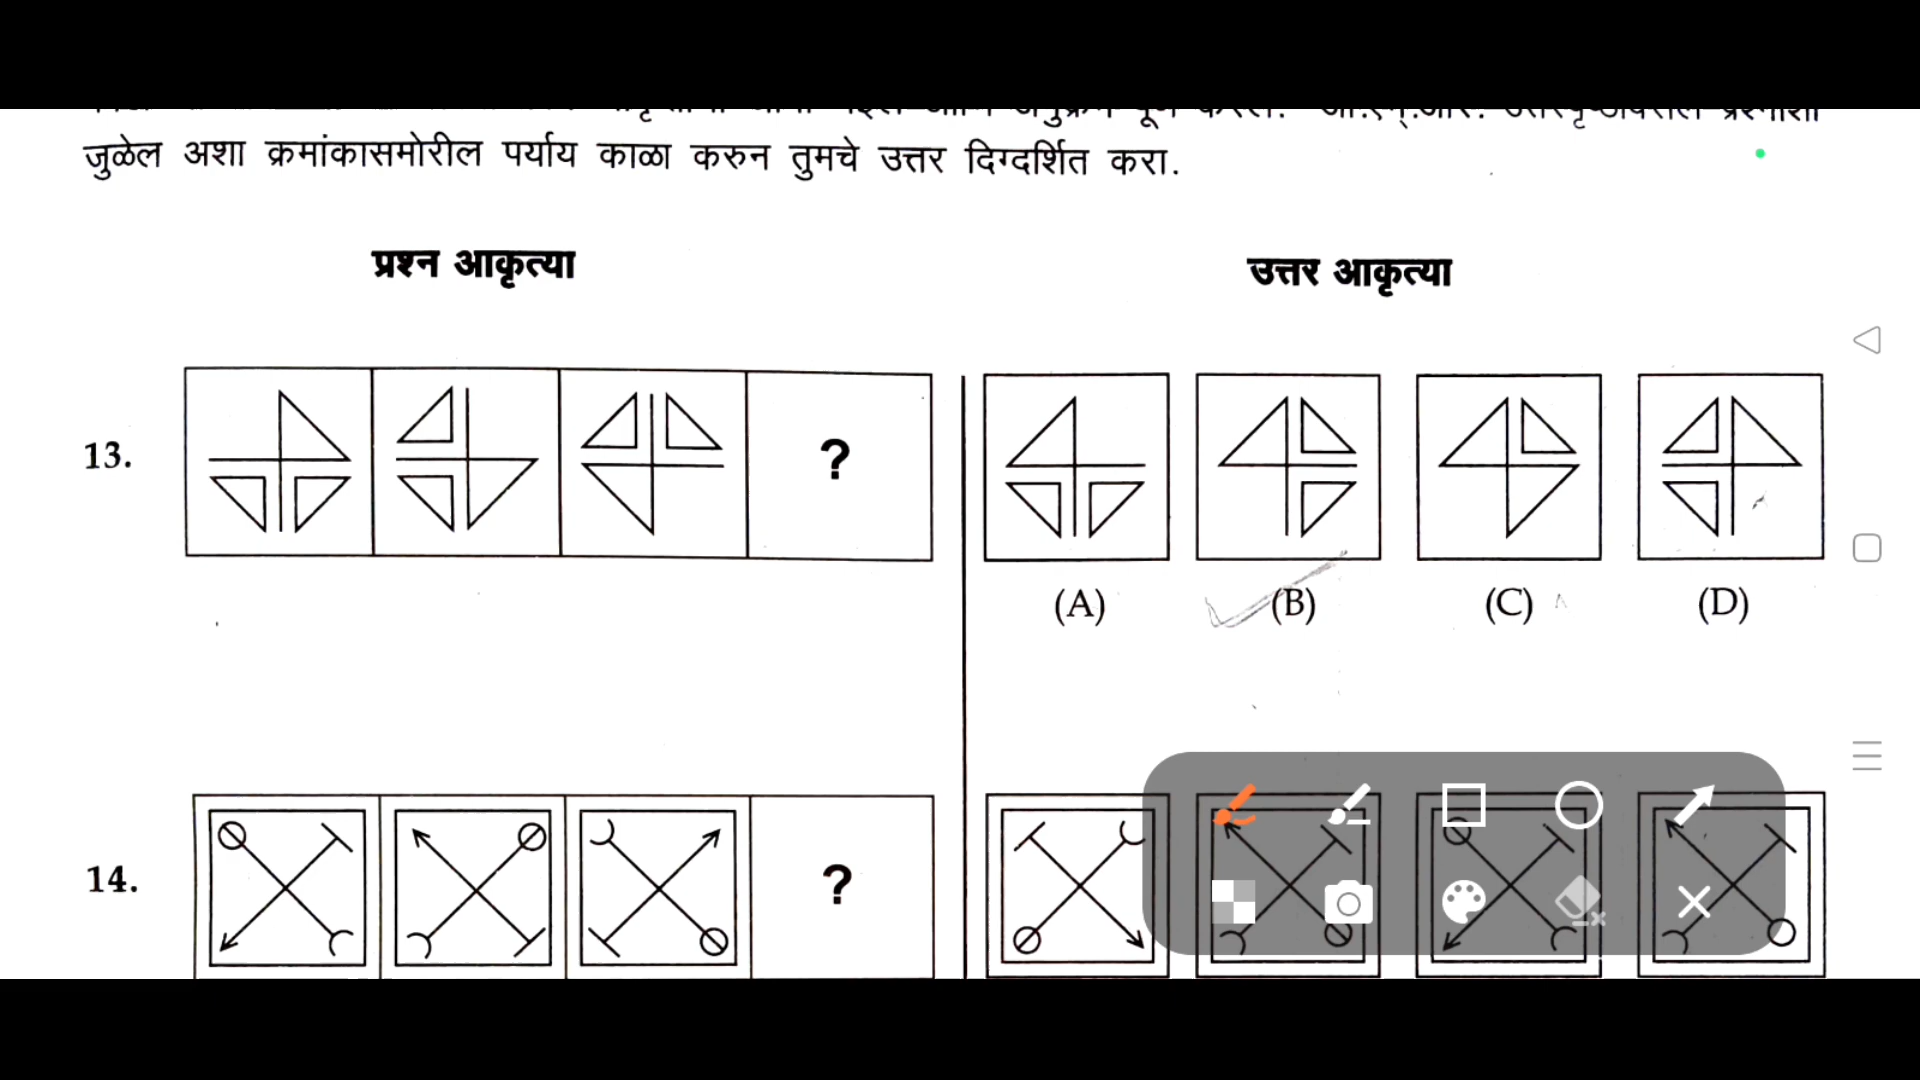 जुळेल अशा क्रमांकासमोरील पर्याय काळा करुन तुमचे उत्तर दिग्दर्शित करा.
प्रश्न आकृत्या
उत्तर आकृत्या
13.
?
(A) (B) (C) (D)
14.
?